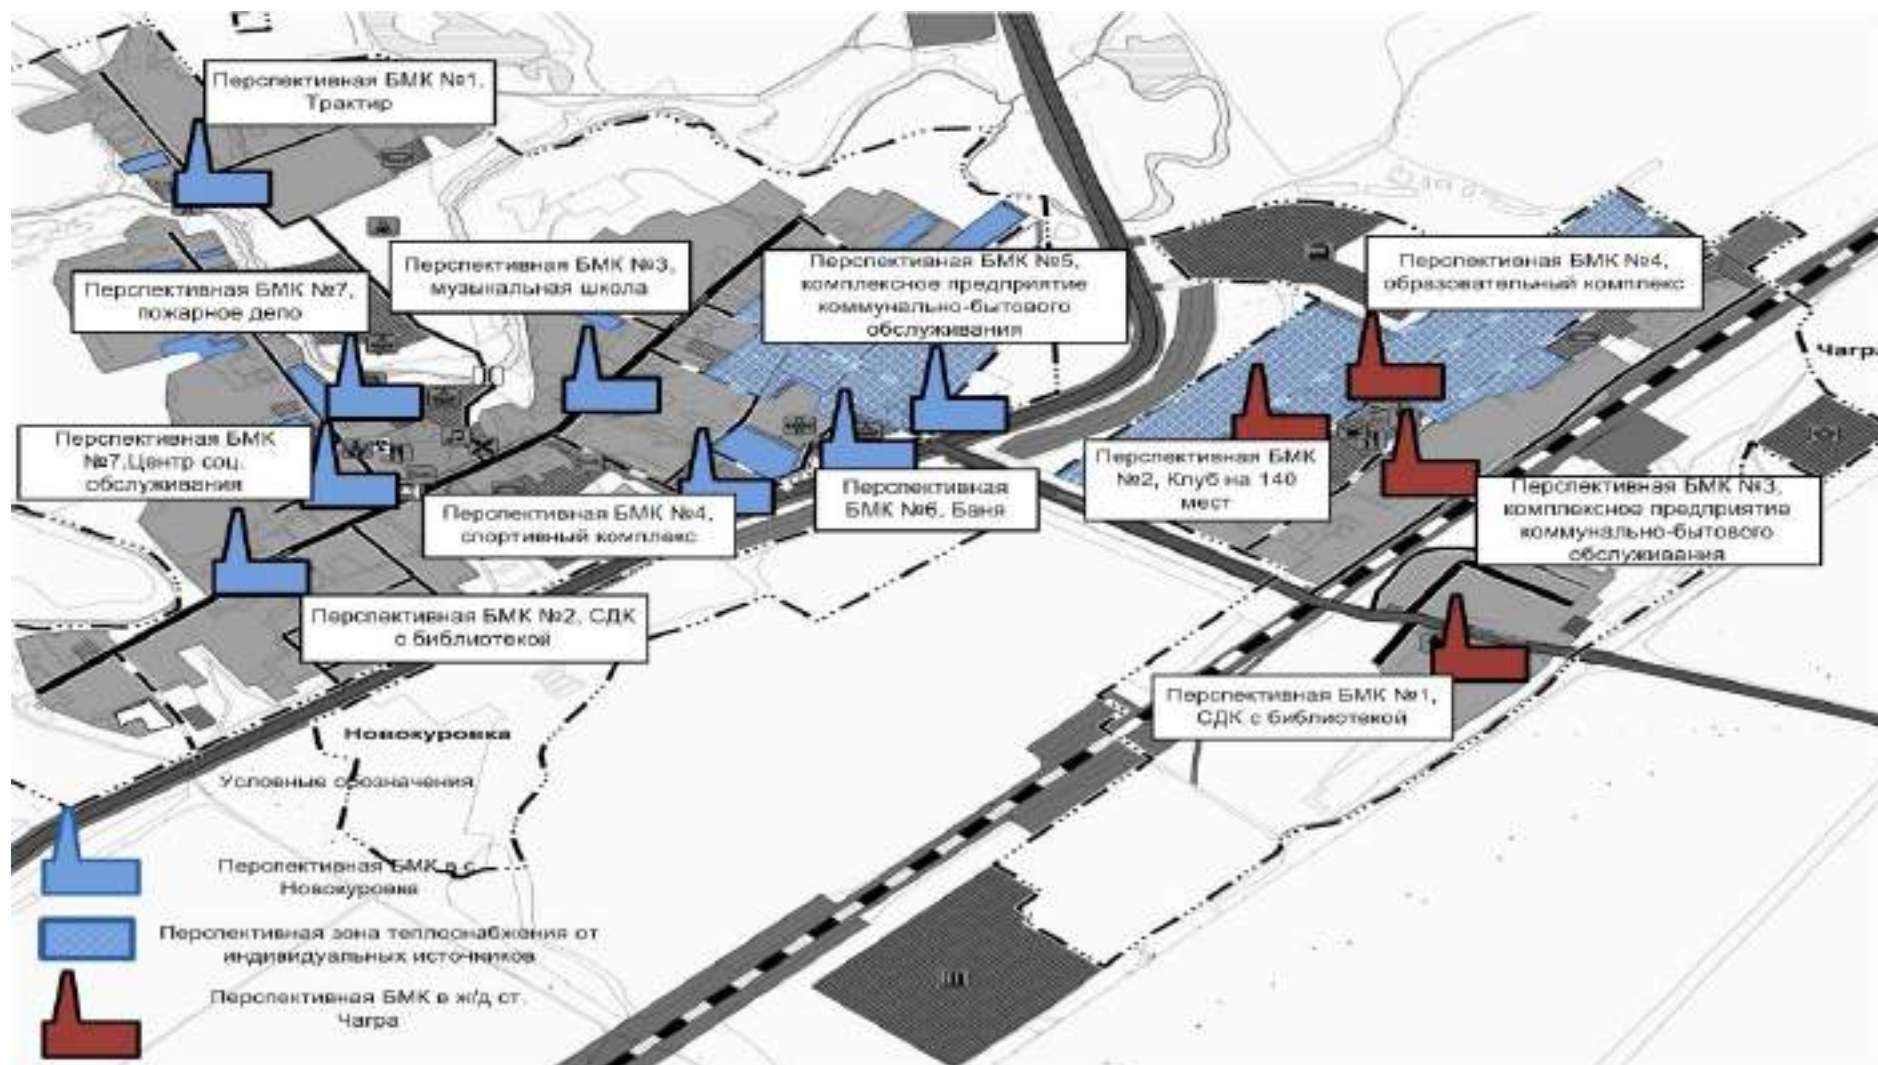 Перспективная БМК №1,
Трактир
Перспективная БМК №7,
пожарное депо
Перспективная БМК №3,
музыкальная школа
Перспективная БМК №5,
комплексное предприятие
коммунально-бытового
обслуживания
Перспективная БМК №4,
образовательный комплекс
Чагра
Перспективная БМК
№7,Центр соц.
обслуживания
Перспективная БМК №4,
спортивный комплекс
Перспективная
БМК №6, Баня
Перспективная БМК
№2, Клуб на 140
мест
Перспективная БМК №3,
комплексное предприятие
коммунально-бытового
обслуживания
Перспективная БМК №2, СДК
с библиотекой
Перспективная БМК №1,
СДК с библиотекой
Новокуровка
Условные обозначения
Перспективная БМК в с.
Новокуровка
Перспективная зона теплоснабжения от
индивидуальных источников
Перспективная БМК в ж/д ст.
Чагра